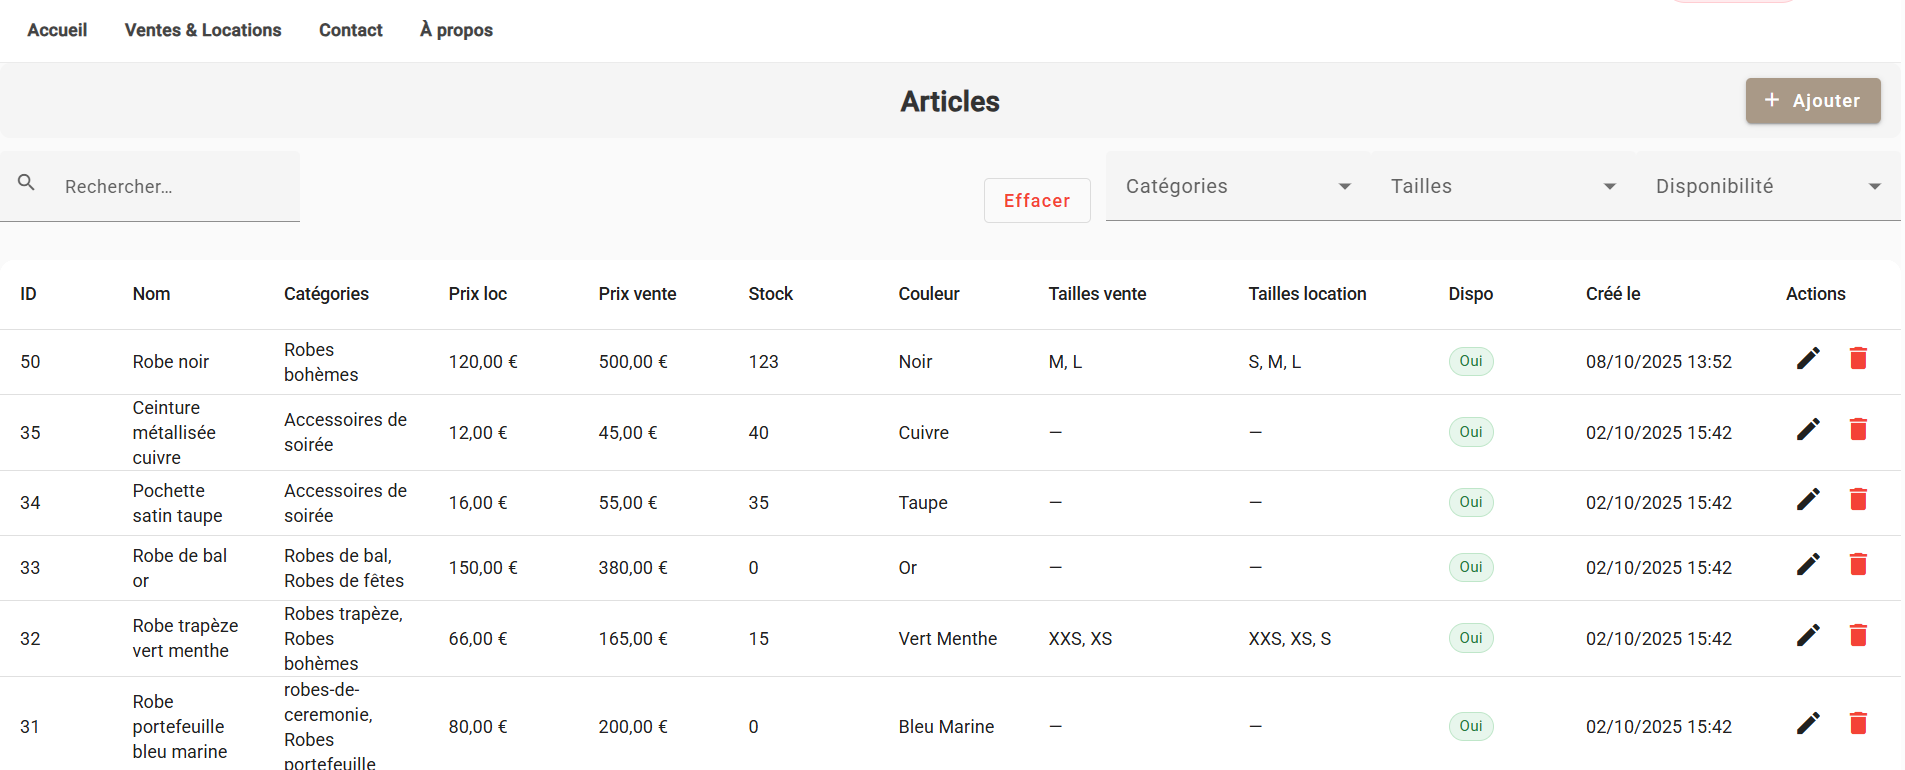 Accueil Ventes & Locations Contact À propos
Articles
+ Ajouter
Rechercher...
Effacer
Catégories Tailles Disponibilité
ID Nom Catégories Prix loc Prix vente Stock Couleur Tailles vente Tailles location Dispo Créé le Actions
50 Robe noir Robes bohèmes 120,00 € 500,00 € 123 Noir M, L S, M, L Oui 08/10/2025 13:52
35 Ceinture métallisée cuivre Accessoires de soirée 12,00 € 45,00 € 40 Cuivre — — Oui 02/10/2025 15:42
34 Pochette satin taupe Accessoires de soirée 16,00 € 55,00 € 35 Taupe — — Oui 02/10/2025 15:42
33 Robe de bal or Robes de bal, Robes de fêtes 150,00 € 380,00 € 0 Or — — Oui 02/10/2025 15:42
32 Robe trapèze vert menthe Robes trapèze, Robes bohèmes 66,00 € 165,00 € 15 Vert Menthe XXS, XS XXS, XS, S Oui 02/10/2025 15:42
31 Robe portefeuille bleu marine robes-de-ceremonie, Robes portefeuille 80,00 € 200,00 € 0 Bleu Marine — — Oui 02/10/2025 15:42